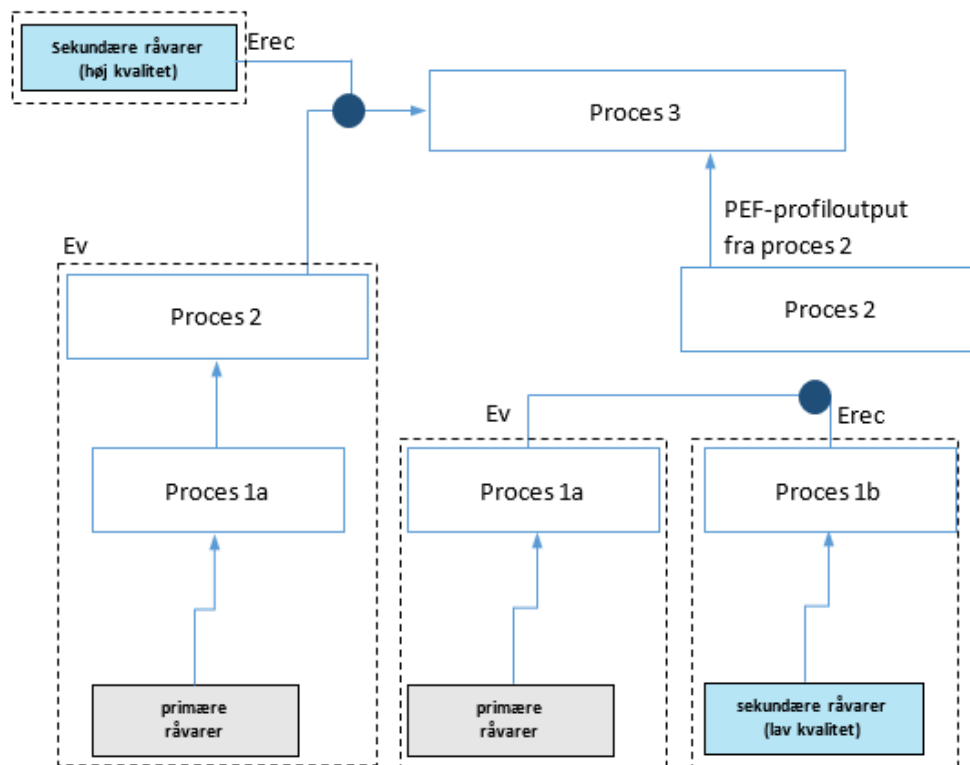 Sekundære råvarer
(høj kvalitet)
Erec
Proces 3
PEF-profiloutput
fra proces 2
Ev
Proces 2
Proces 2
Ev
Erec
Proces 1a
Proces 1a
Proces 1b
primære
råvarer
primære
råvarer
sekundære råvarer
(lav kvalitet)